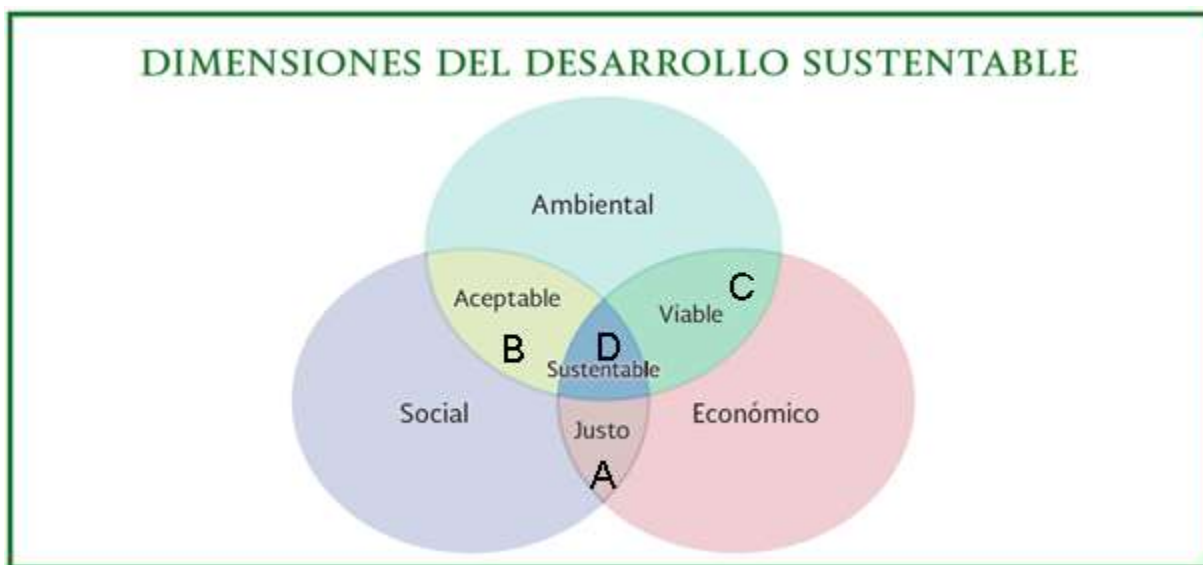 DIMENSIONES DEL DESARROLLO SUSTENTABLE
Ambiental
Aceptable
B
C
Viable
D
Sustentable
Social
Justo
A
Económico